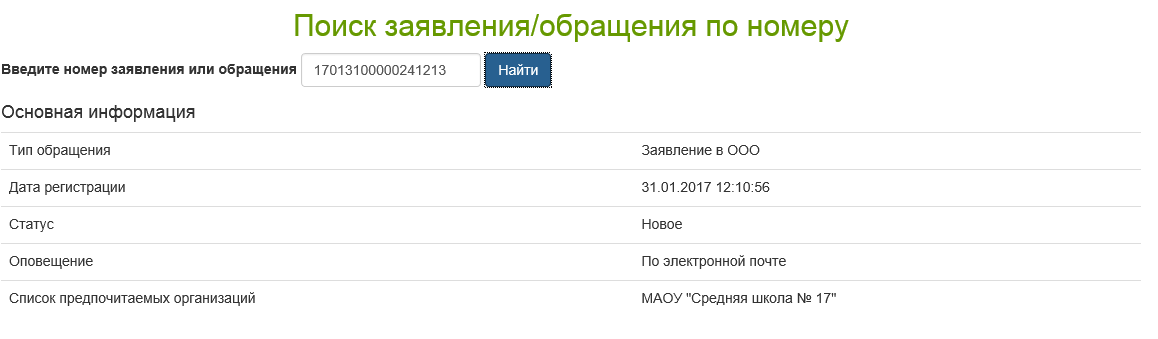 Поиск заявления/обращения по номеру
Введите номер заявления или обращения 17013100000241213 Найти
Основная информация
Тип обращения Заявление в ООО
Дата регистрации 31.01.2017 12:10:56
Статус Новое
Оповещение По электронной почте
Список предпочитаемых организаций МАОУ "Средняя школа № 17"